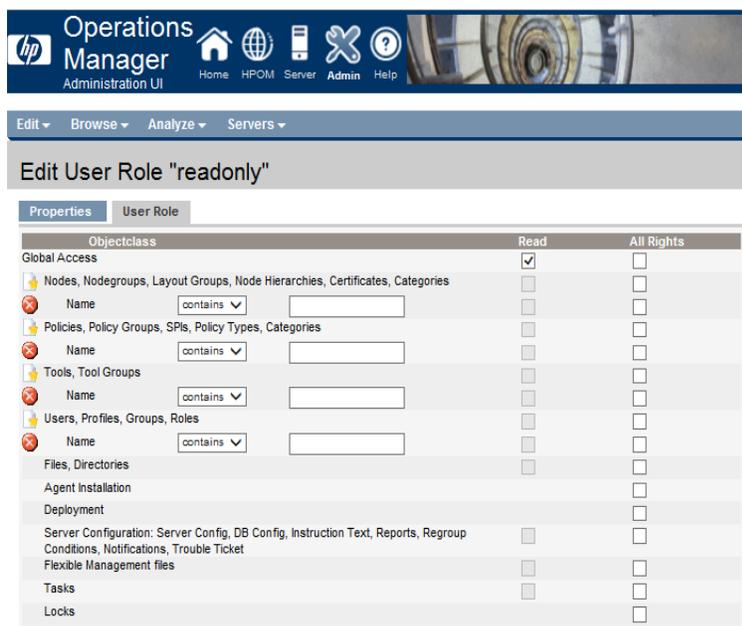 hp
Operations
Manager
Administration UI
Home HPOM Server Admin Help
Edit Browse Analyze Servers
Edit User Role "readonly"
Properties User Role
Objectclass Read All Rights
Global Access
Nodes, Nodegroups, Layout Groups, Node Hierarchies, Certificates, Categories
Name contains
Policies, Policy Groups, SPIs, Policy Types, Categories
Name contains
Tools, Tool Groups
Name contains
Users, Profiles, Groups, Roles
Name contains
Files, Directories
Agent Installation
Deployment
Server Configuration: Server Config, DB Config, Instruction Text, Reports, Regroup
Conditions, Notifications, Trouble Ticket
Flexible Management files
Tasks
Locks